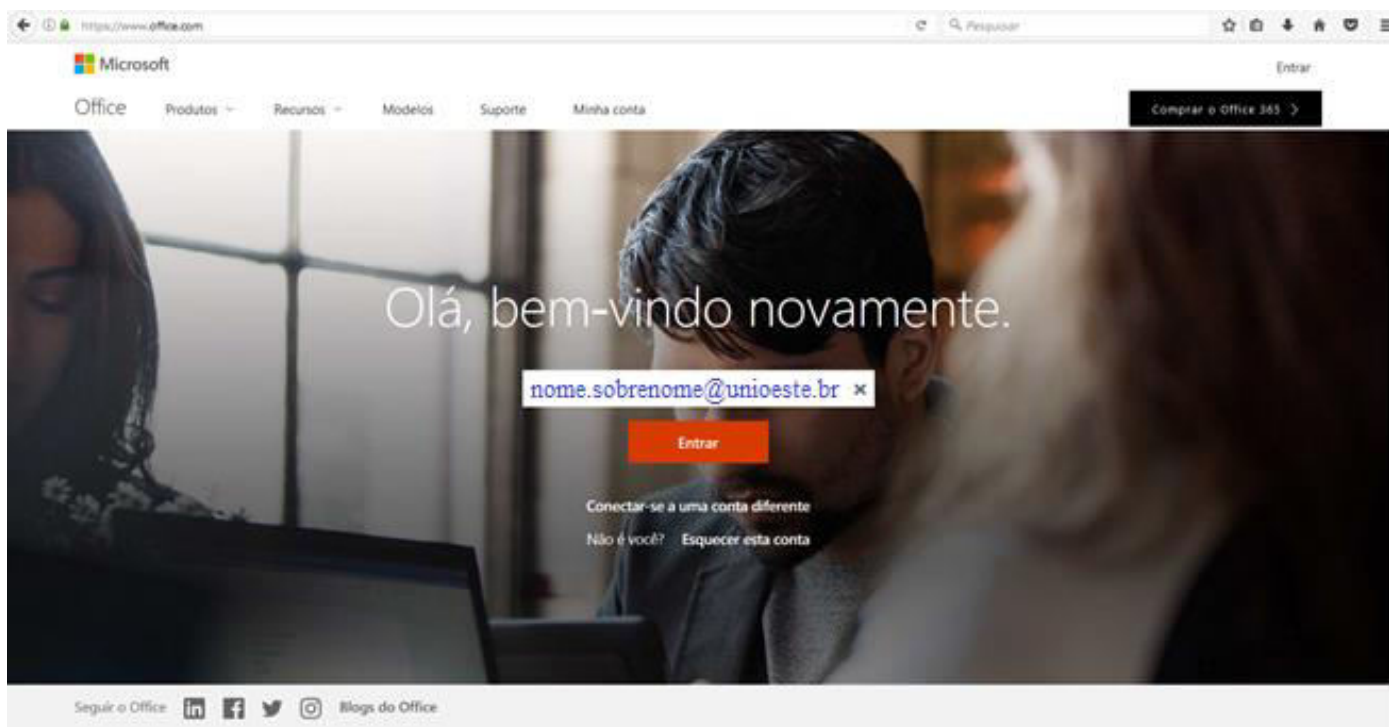 https://www.office.com
Pesquisar
Microsoft
Entrar
Office Produtos Recursos Modelos Suporte Minha conta
Comprar o Office 365 >
Olá, bem-vindo novamente.
nome.sobrenome@unioeste.br ×
Entrar
Conectar-se a uma conta diferente
Não é você? Esquecer esta conta
Seguir o Office in f Blogs do Office